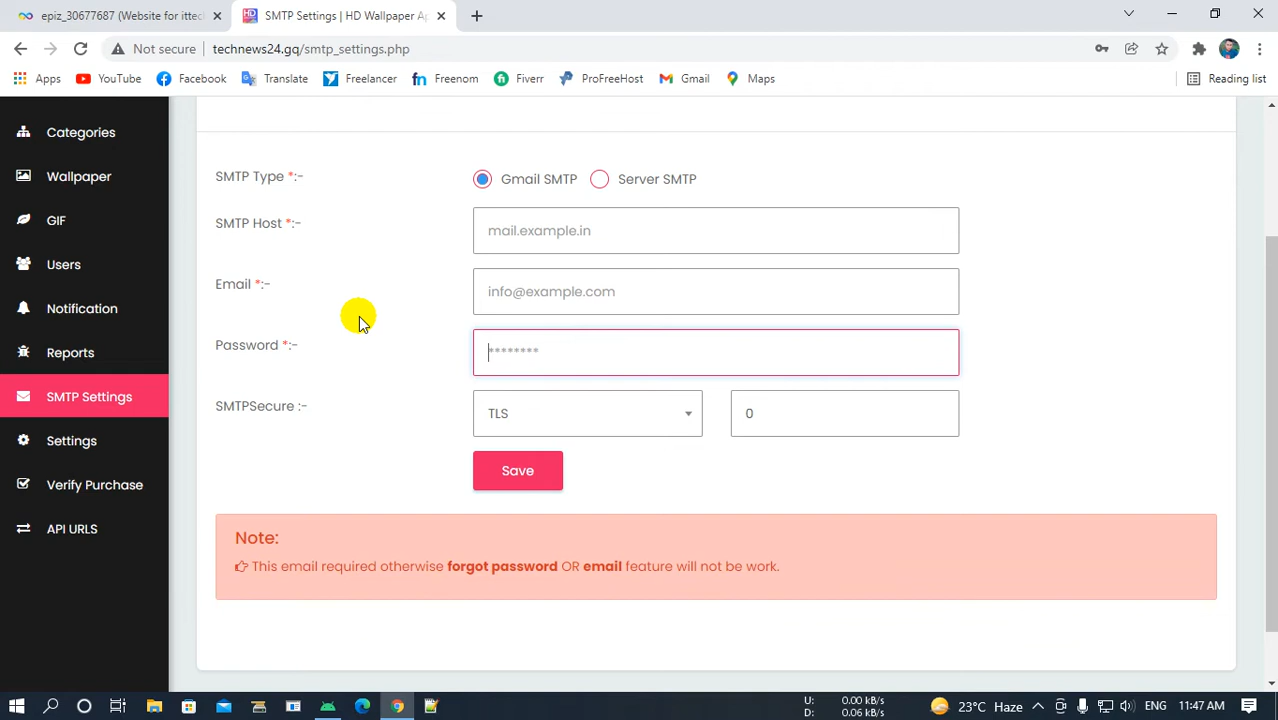 epiz_30677687 (Website for ittec
SMTP Settings | HD Wallpaper Ap
Not secure
technews24.gq/smtp_settings.php
Apps
YouTube
Facebook
Translate
Freelancer
Freenom
Fiverr
ProFreeHost
Gmail
Maps
Reading list
Categories
Wallpaper
GIF
Users
Notification
Reports
SMTP Settings
Settings
Verify Purchase
API URLS
SMTP Type *:-
Gmail SMTP
Server SMTP
SMTP Host *:-
mail.example.in
Email *:-
info@example.com
Password *:-
********
SMTPSecure :-
TLS
0
Save
Note:
This email required otherwise forgot password OR email feature will not be work.
U: 0.00 kB/s
D: 0.06 kB/s
23°C Haze
ENG
11:47 AM